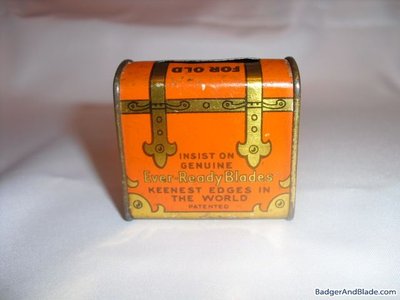 FOR OLD
INSIST ON
GENUINE
Ever-Ready Blades
KEENEST EDGES IN
THE WORLD
PATENTED
BadgerAndBlade.com